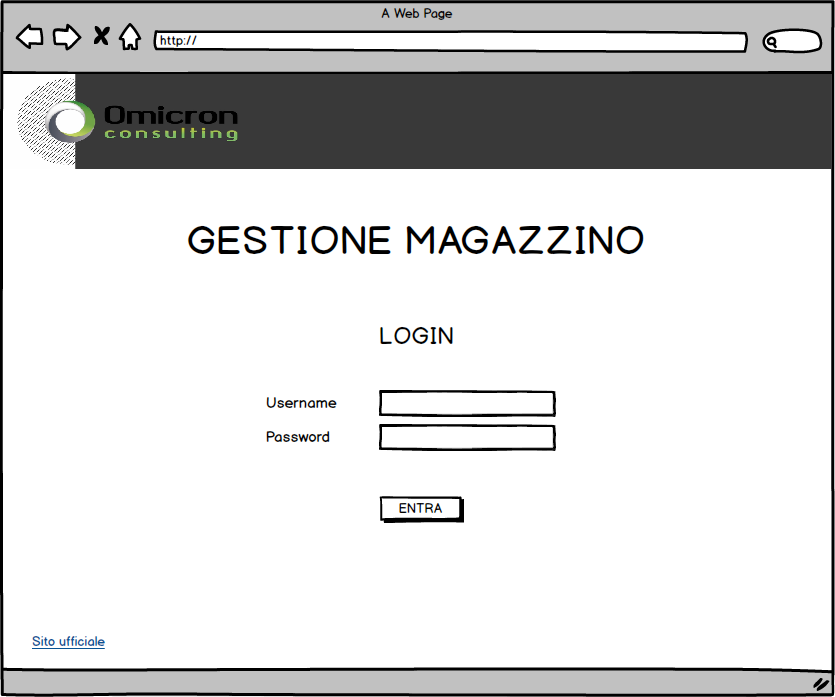 A Web Page
http://
Omicron
consulting
GESTIONE MAGAZZINO
LOGIN
Username
Password
ENTRA
Sito ufficiale